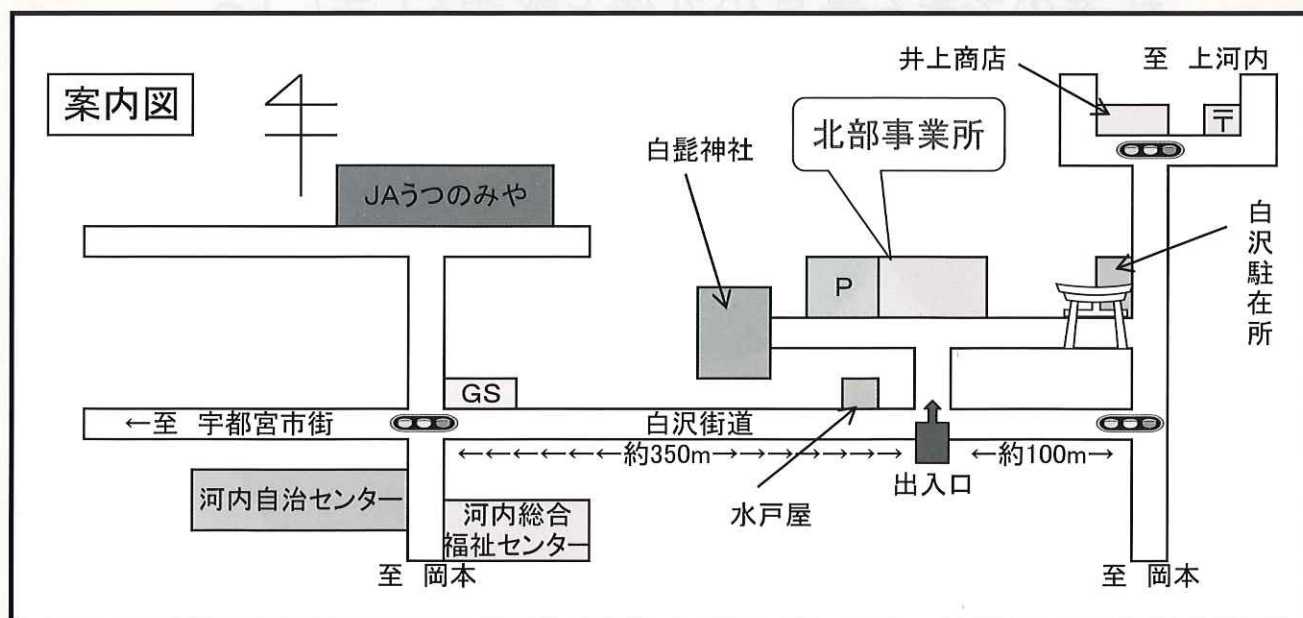 案内図
井上商店
至 上河内
〒
北部事業所
白髭神社
JAうつのみや
白沢駐在所
P
GS
←至 宇都宮市街
白沢街道
←←←←←←約350m→→→→→→→
←←約100m→→
出入口
水戸屋
河内自治センター
河内総合
福祉センター
至 岡本
至 岡本